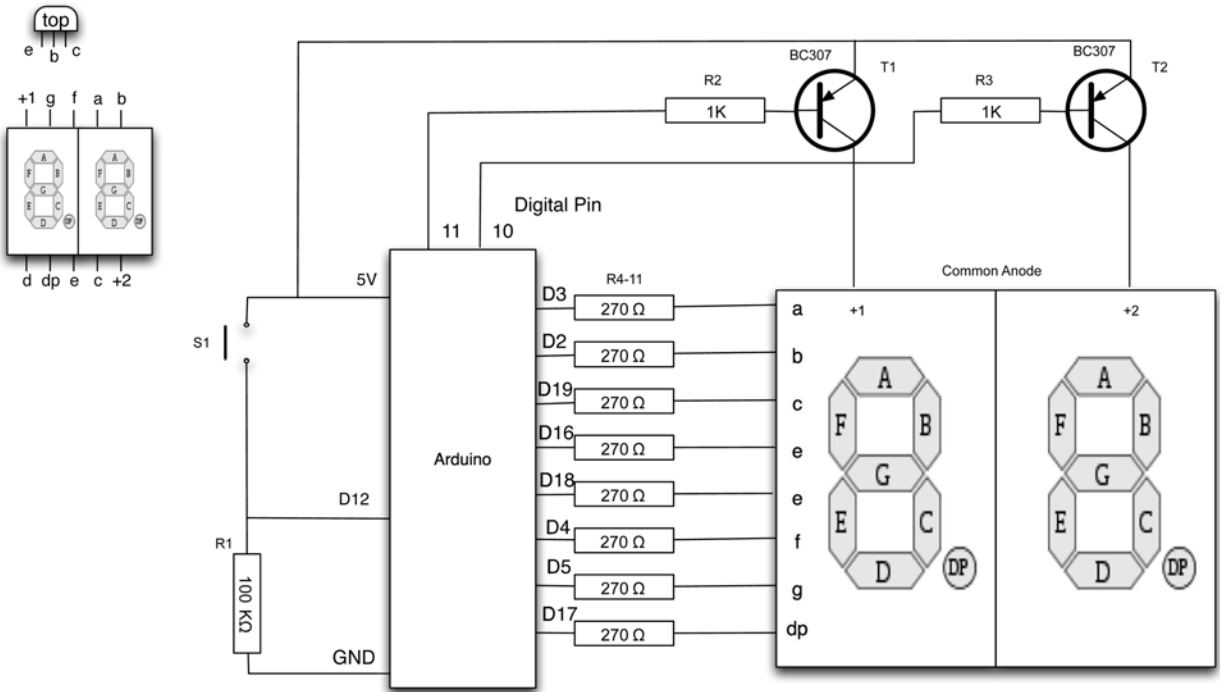 top
e b c
+1 g f a b
A
F B
G
E C
D DP
A
F B
G
E C
D DP
d dp e c +2
BC307
T1
BC307
T2
R2
1K
R3
1K
Digital Pin
11 10
5V
S1
D12
R1
100 KΩ
GND
Arduino
R4-11
D3 270 Ω a
D2 270 Ω b
D19 270 Ω c
D16 270 Ω e
D18 270 Ω e
D4 270 Ω f
D5 270 Ω g
D17 270 Ω dp
Common Anode
+1 +2
A
F B
G
E C
D DP
A
F B
G
E C
D DP